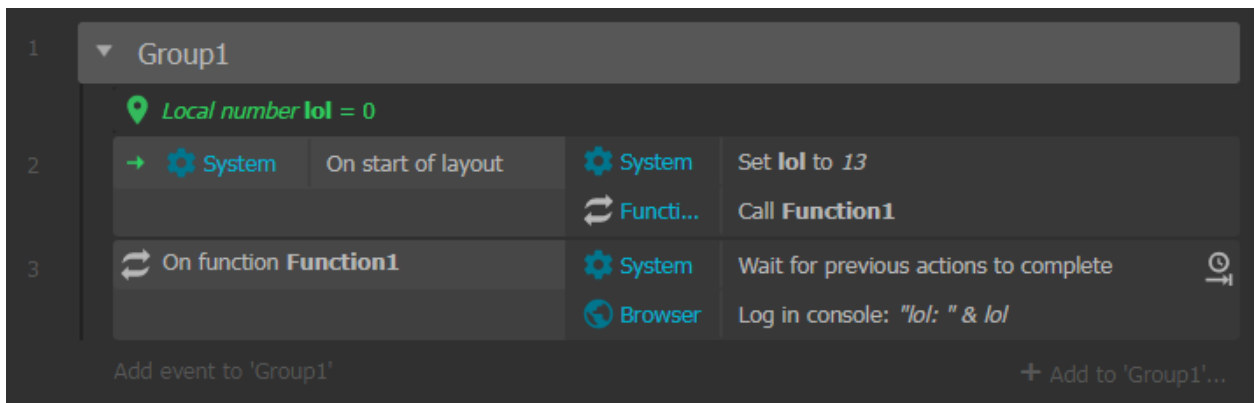 1 Group1
Local number lol = 0
2 System On start of layout System Set lol to 13
Functi... Call Function1
3 On function Function1 System Wait for previous actions to complete
Browser Log in console: "lol: " & lol
Add event to 'Group1' + Add to 'Group1'...